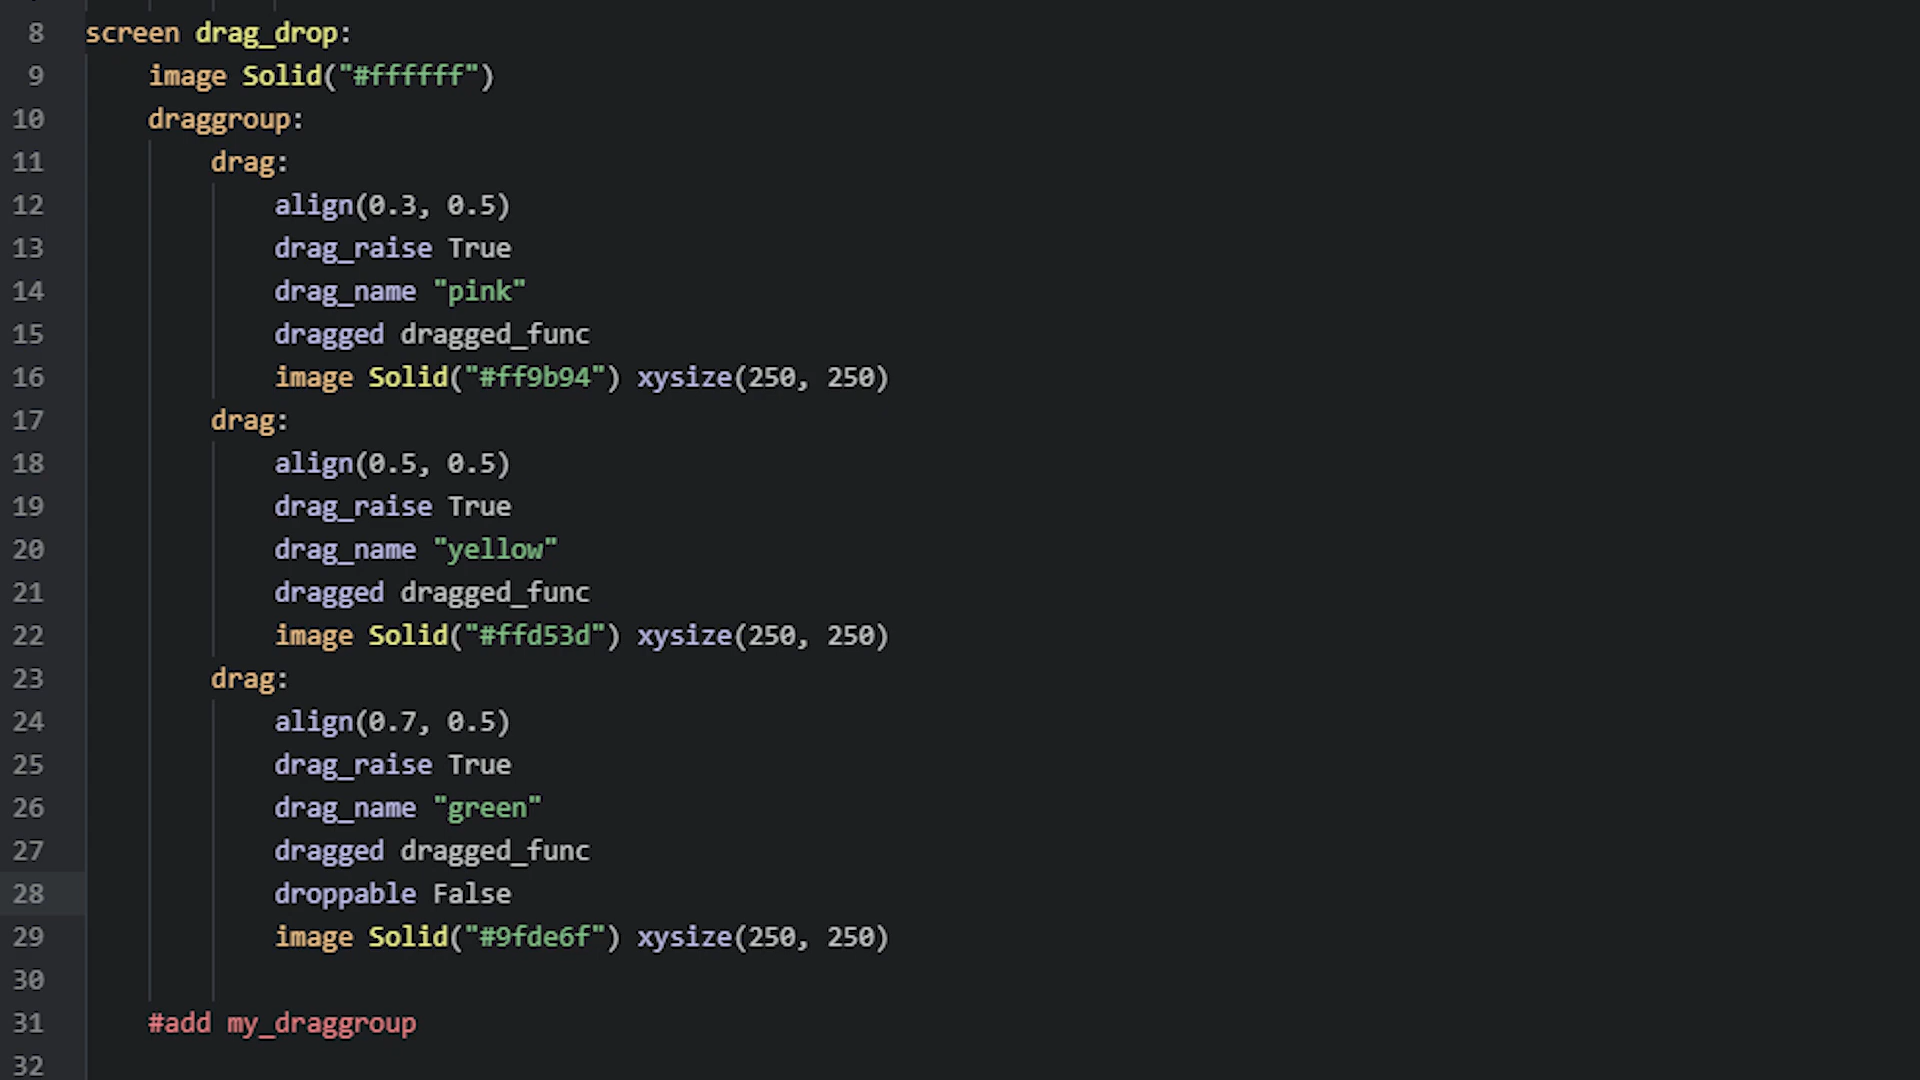 8 screen drag_drop:
9 image Solid("#ffffff")
10 draggroup:
11 drag:
12 align(0.3, 0.5)
13 drag_raise True
14 drag_name "pink"
15 dragged dragged_func
16 image Solid("#ff9b94") xysize(250, 250)
17 drag:
18 align(0.5, 0.5)
19 drag_raise True
20 drag_name "yellow"
21 dragged dragged_func
22 image Solid("#ffd53d") xysize(250, 250)
23 drag:
24 align(0.7, 0.5)
25 drag_raise True
26 drag_name "green"
27 dragged dragged_func
28 droppable False
29 image Solid("#9fde6f") xysize(250, 250)
30
31 #add my_draggroup
32